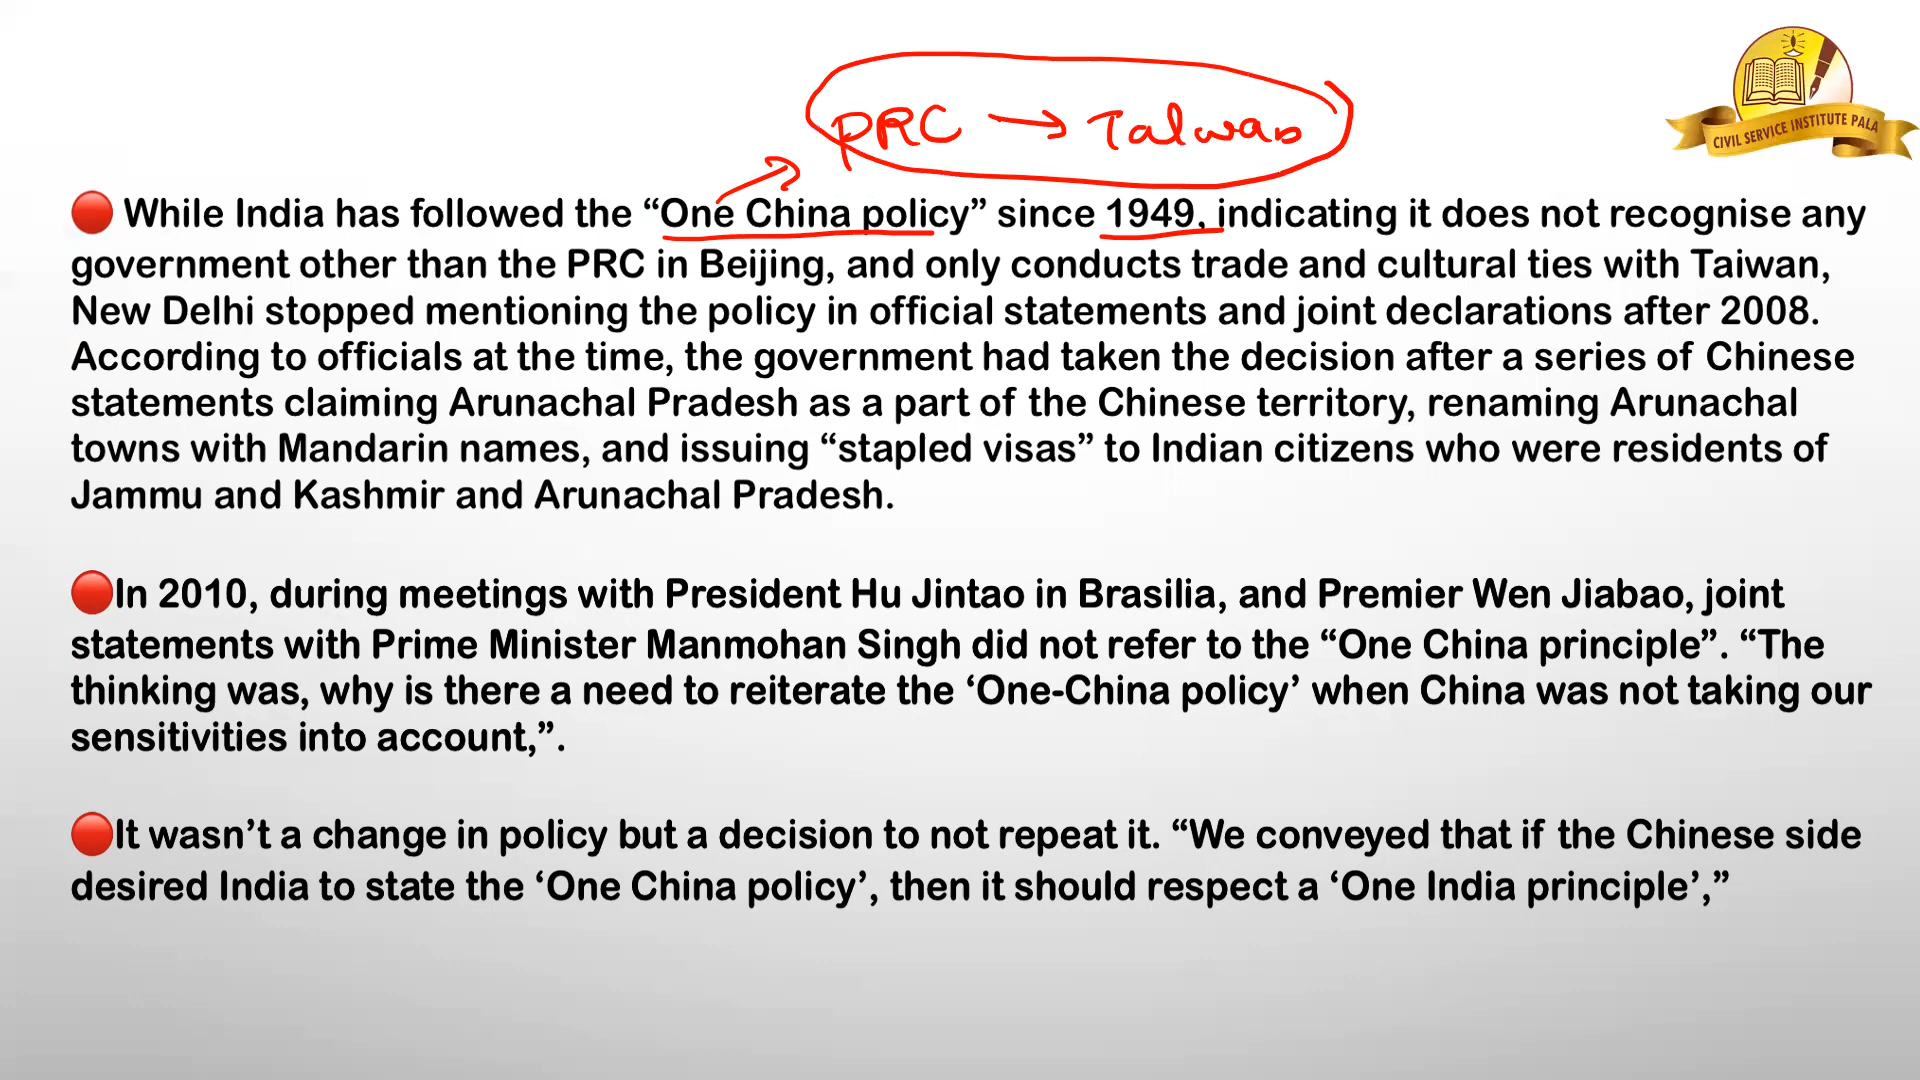 PRC → Taiwan
CIVIL SERVICE INSTITUTE PALA
While India has followed the “One China policy” since 1949, indicating it does not recognise any
government other than the PRC in Beijing, and only conducts trade and cultural ties with Taiwan,
New Delhi stopped mentioning the policy in official statements and joint declarations after 2008.
According to officials at the time, the government had taken the decision after a series of Chinese
statements claiming Arunachal Pradesh as a part of the Chinese territory, renaming Arunachal
towns with Mandarin names, and issuing “stapled visas” to Indian citizens who were residents of
Jammu and Kashmir and Arunachal Pradesh.
In 2010, during meetings with President Hu Jintao in Brasilia, and Premier Wen Jiabao, joint
statements with Prime Minister Manmohan Singh did not refer to the “One China principle”. “The
thinking was, why is there a need to reiterate the ‘One-China policy’ when China was not taking our
sensitivities into account,”.
It wasn’t a change in policy but a decision to not repeat it. “We conveyed that if the Chinese side
desired India to state the ‘One China policy’, then it should respect a ‘One India principle’,”